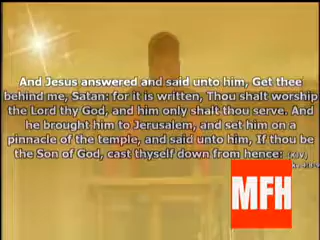 And Jesus answered and said unto him, Get thee
behind me, Satan: for it is written, Thou shalt worship
the Lord thy God, and him only shalt thou serve. And
he brought him to Jerusalem, and set him on a
pinnacle of the temple, and said unto him, If thou be
the Son of God, cast thyself down from hence: (KJV,
MFH